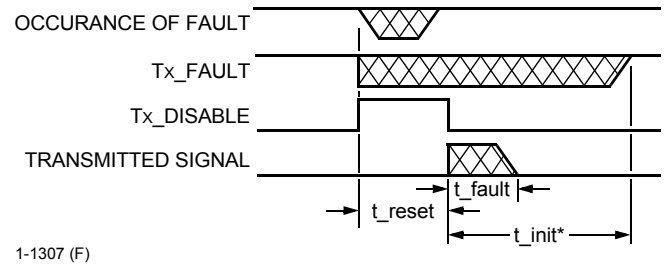 OCCURANCE OF FAULT
Tx_FAULT
Tx_DISABLE
TRANSMITTED SIGNAL
t_fault
t_reset
t_init*
1-1307 (F)